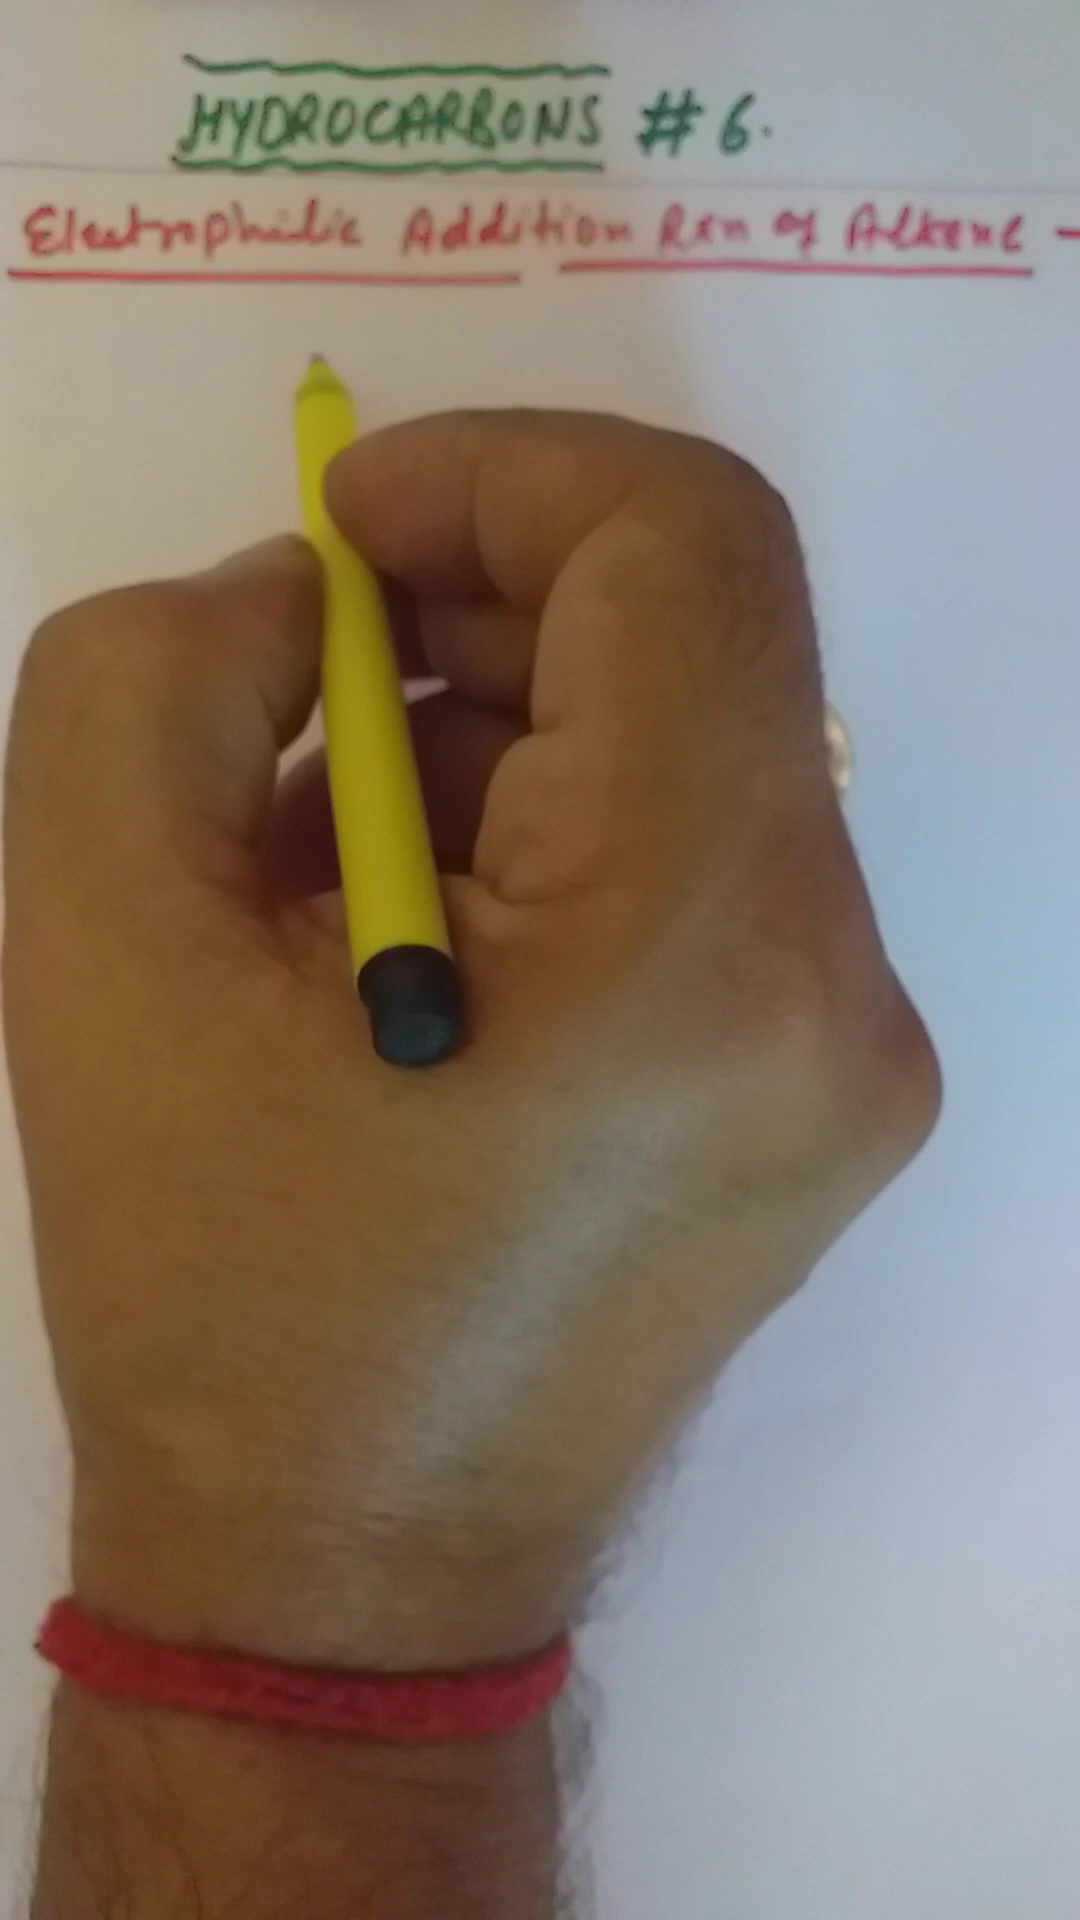 HYDROCARBONS #6.
Electrophilic Addition Rxn of Alkene -